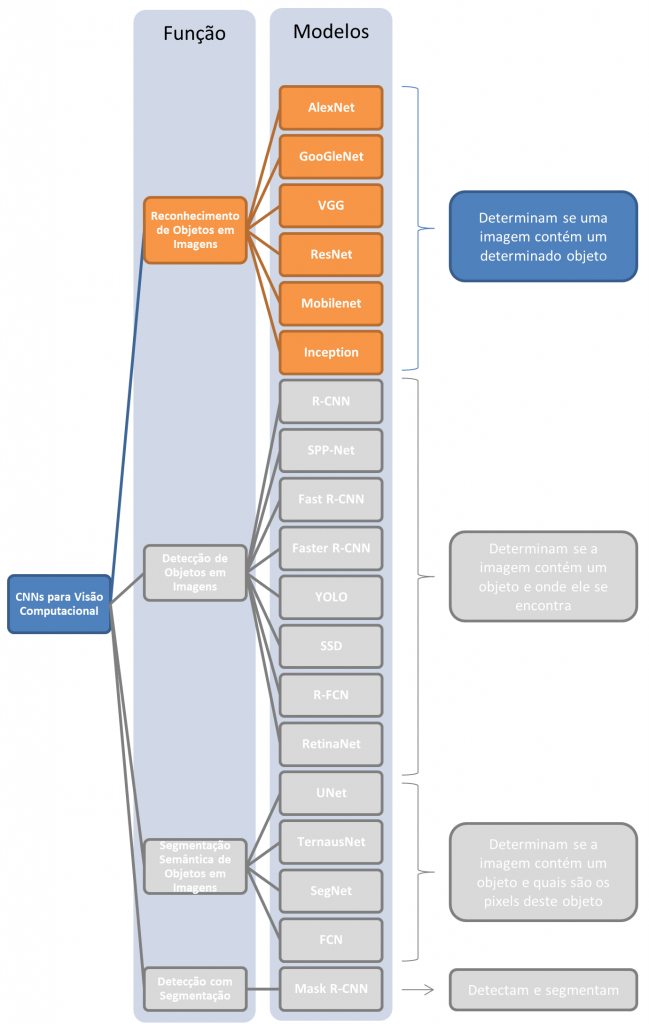 Função
Modelos
AlexNet
GooGleNet
VGG
ResNet
Mobilenet
Inception
Reconhecimento
de Objetos em
Imagens
Determinam se uma
imagem contém um
determinado objeto
R-CNN
SPP-Net
Fast R-CNN
Faster R-CNN
YOLO
SSD
R-FCN
RetinaNet
Detecção de
Objetos em
Imagens
Determinam se a
imagem contém um
objeto e onde ele se
encontra
CNNs para Visão
Computacional
UNet
TernausNet
SegNet
FCN
Segmentação
Semântica de
Objetos em
Imagens
Determinam se a
imagem contém um
objeto e quais são os
pixels deste objeto
Detecção com
Segmentação
Mask R-CNN
Detectam e segmentam